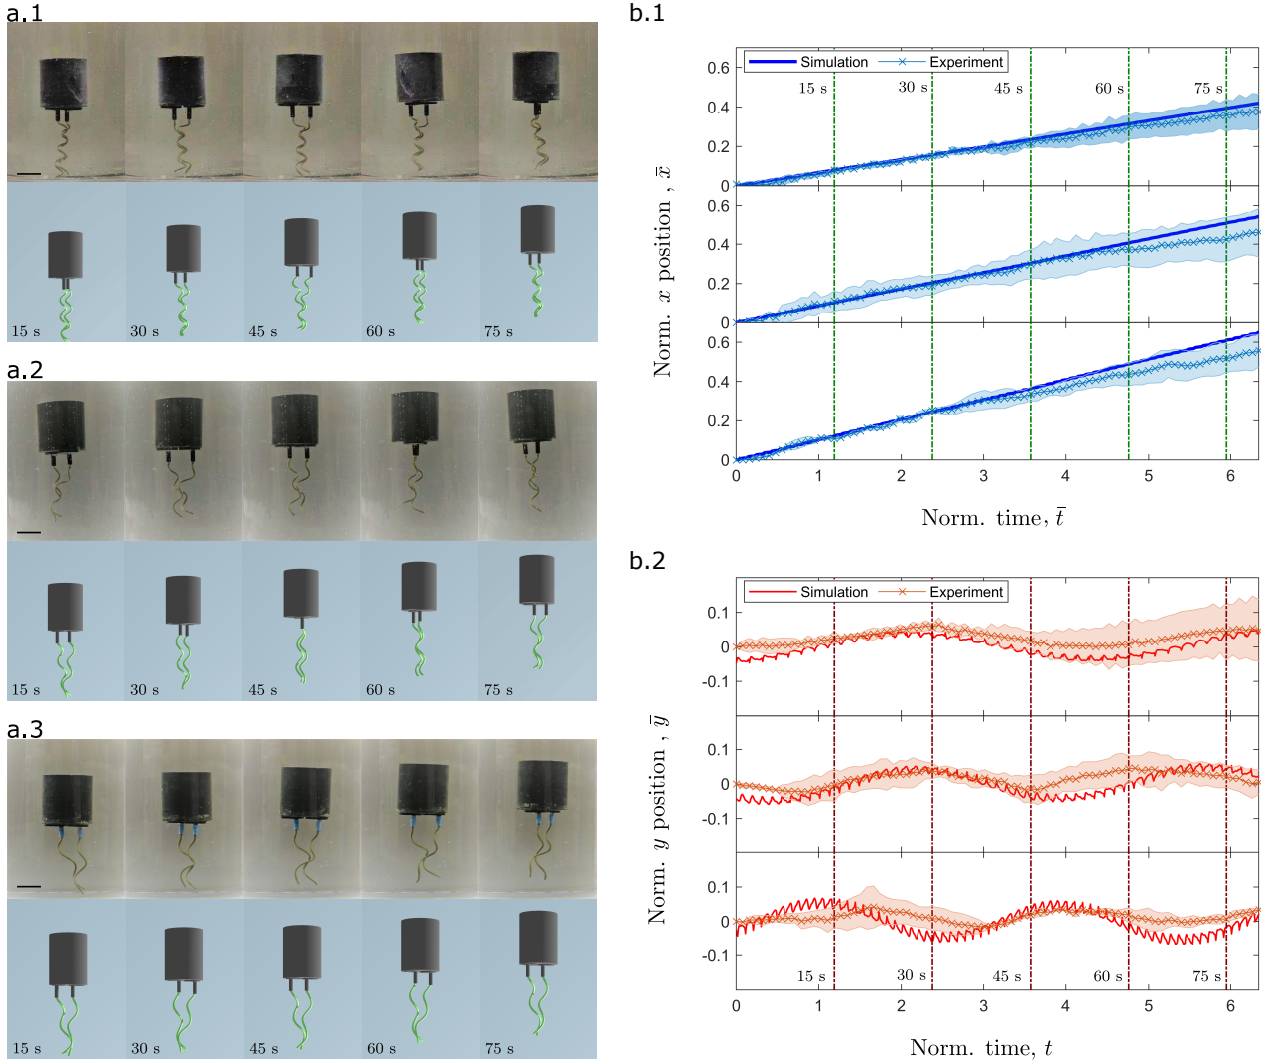 a.1
15 s 30 s 45 s 60 s 75 s
a.2
15 s 30 s 45 s 60 s 75 s
a.3
15 s 30 s 45 s 60 s 75 s
b.1
Simulation Experiment
15 s 30 s 45 s 60 s 75 s
0.6
0.4
0.2
0
0.6
0.4
0.2
0
0.6
0.4
0.2
0
0 1 2 3 4 5 6
Norm. x position , x̄
Norm. time, t̄
b.2
Simulation Experiment
0.1
0
-0.1
0.1
0
-0.1
0.1
0
-0.1
15 s 30 s 45 s 60 s 75 s
0 1 2 3 4 5 6
Norm. y position , ȳ
Norm. time, t